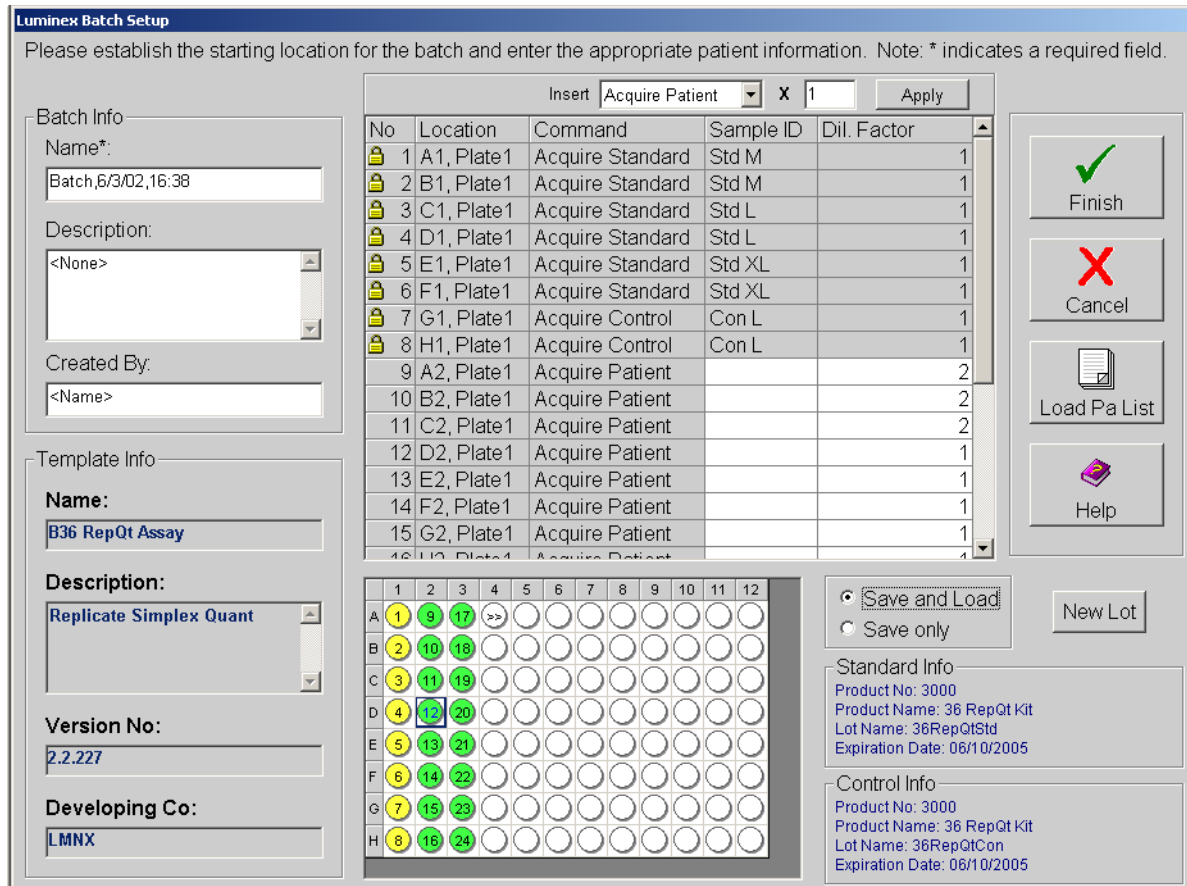 Luminex Batch Setup
Please establish the starting location for the batch and enter the appropriate patient information.  Note: * indicates a required field.
Batch Info
Name*:
Batch,6/3/02,16:38
Description:
<None>
Created By:
<Name>
Template Info
Name:
B36 RepQt Assay
Description:
Replicate Simplex Quant
Version No:
2.2.227
Developing Co:
LMNX
Insert Acquire Patient X 1 Apply
No Location Command Sample ID Dil. Factor
1 A1, Plate1 Acquire Standard Std M 1
2 B1, Plate1 Acquire Standard Std M 1
3 C1, Plate1 Acquire Standard Std L 1
4 D1, Plate1 Acquire Standard Std L 1
5 E1, Plate1 Acquire Standard Std XL 1
6 F1, Plate1 Acquire Standard Std XL 1
7 G1, Plate1 Acquire Control Con L 1
8 H1, Plate1 Acquire Control Con L 1
9 A2, Plate1 Acquire Patient 2
10 B2, Plate1 Acquire Patient 2
11 C2, Plate1 Acquire Patient 2
12 D2, Plate1 Acquire Patient 1
13 E2, Plate1 Acquire Patient 1
14 F2, Plate1 Acquire Patient 1
15 G2, Plate1 Acquire Patient 1
16 H2, Plate1 Acquire Patient 1
1 2 3 4 5 6 7 8 9 10 11 12
A 1 9 17 >>
B 2 10 18
C 3 11 19
D 4 12 20
E 5 13 21
F 6 14 22
G 7 15 23
H 8 16 24
Finish
Cancel
Load Pa List
Help
Save and Load
Save only
New Lot
Standard Info
Product No: 3000
Product Name: 36 RepQt Kit
Lot Name: 36RepQtStd
Expiration Date: 06/10/2005
Control Info
Product No: 3000
Product Name: 36 RepQt Kit
Lot Name: 36RepQtCon
Expiration Date: 06/10/2005